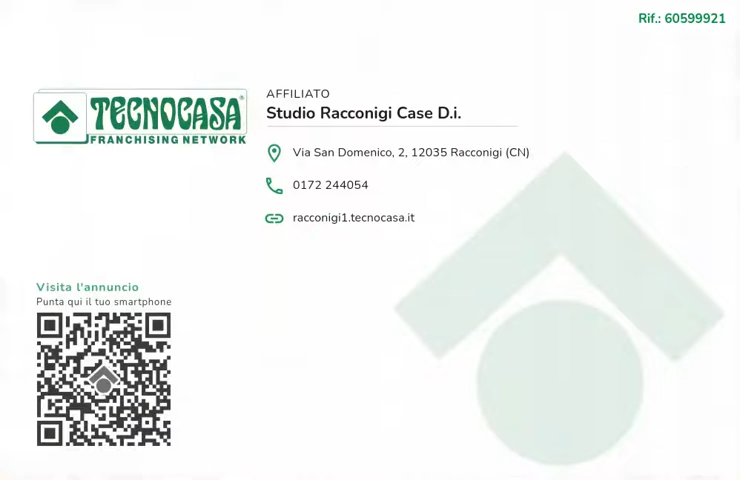 Rif.: 60599921
TECNOCASA®
FRANCHISING NETWORK
AFFILIATO
Studio Racconigi Case D.i.
Via San Domenico, 2, 12035 Racconigi (CN)
0172 244054
racconigi1.tecnocasa.it
Visita l'annuncio
Punta qui il tuo smartphone